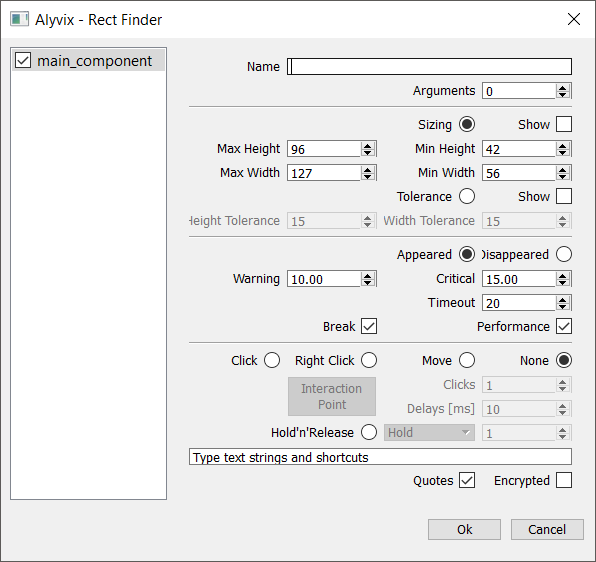 Alyvix - Rect Finder
main_component
Name
Arguments 0
Sizing Show
Max Height 96 Min Height 42
Max Width 127 Min Width 56
Tolerance Show
Height Tolerance 15 Width Tolerance 15
Appeared Disappeared
Warning 10.00 Critical 15.00
Timeout 20
Break Performance
Click Right Click Move None
Interaction
Point
Clicks 1
Delays [ms] 10
Hold'n'Release Hold 1
Type text strings and shortcuts
Quotes Encrypted
Ok Cancel